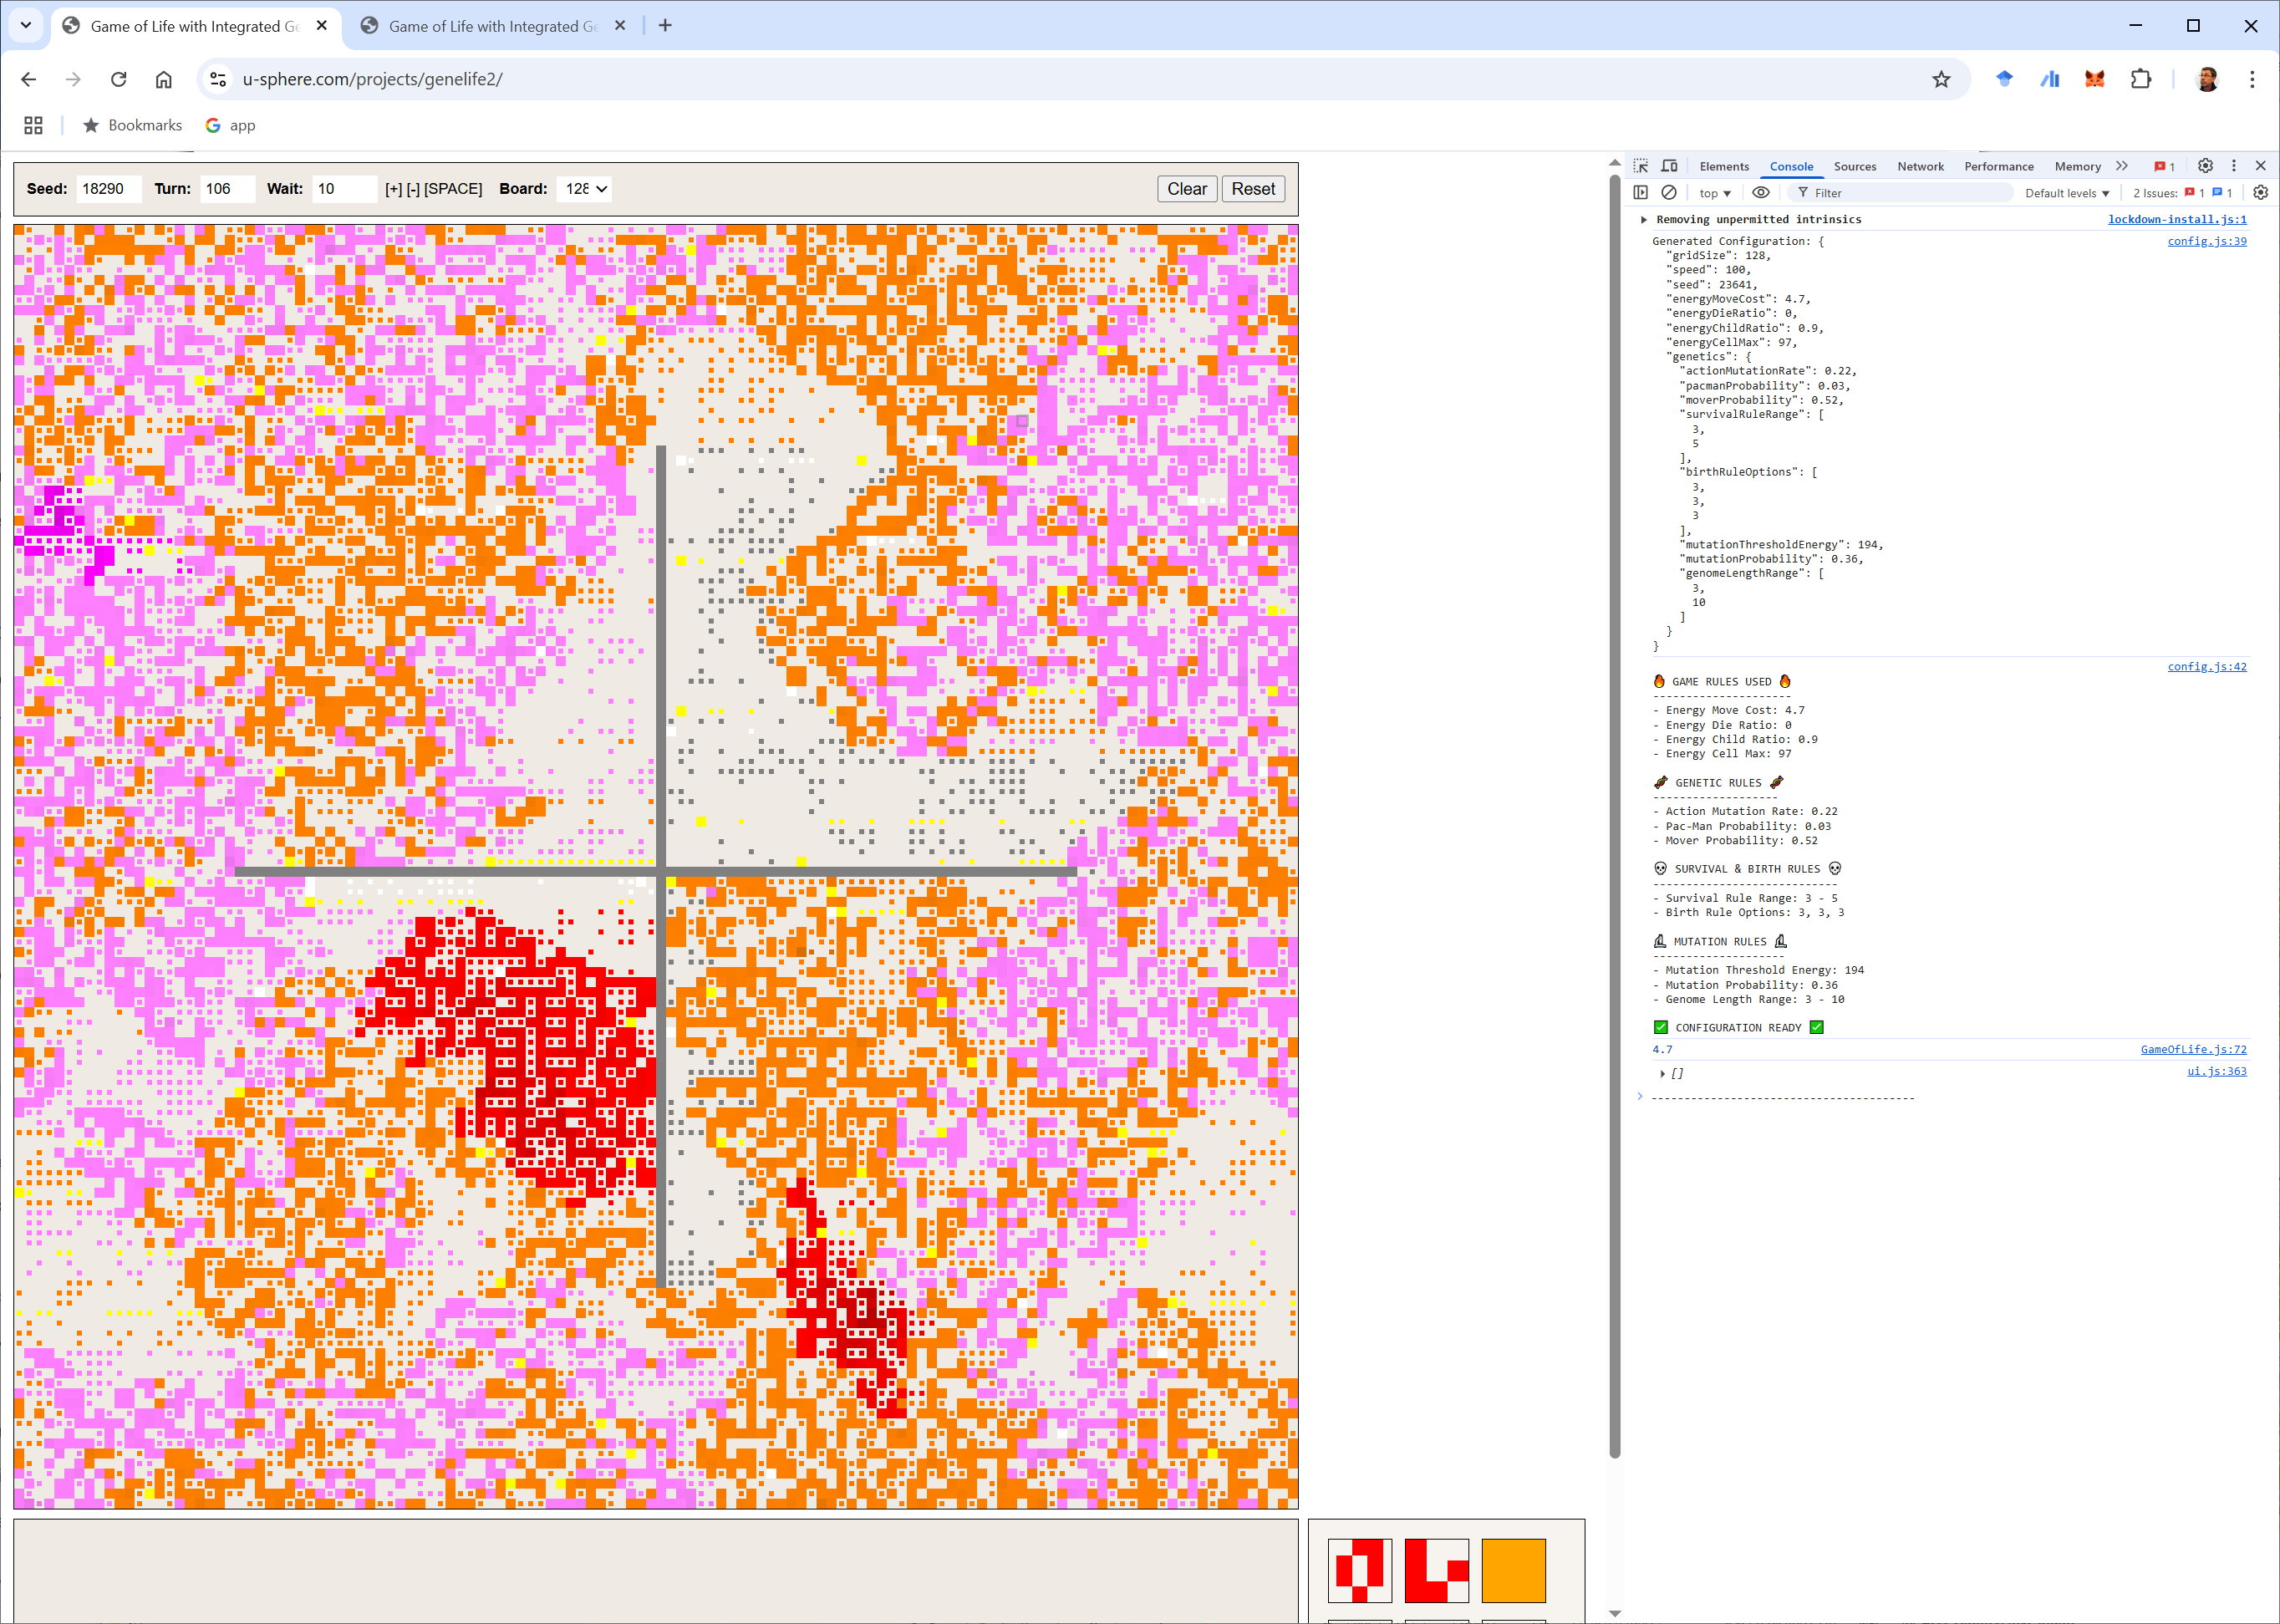 Game of Life with Integrated Ge
Game of Life with Integrated Ge
u-sphere.com/projects/genelife2/
Bookmarks
app
Seed: 18290 Turn: 106 Wait: 10 [+] [-] [SPACE] Board: 128
Clear Reset
Elements Console Sources Network Performance Memory 1
top Filter Default levels 2 Issues: 1 1
Removing unpermitted intrinsics lockdown-install.js:1
Generated Configuration: { config.js:39
"gridSize": 128,
"speed": 100,
"seed": 23641,
"energyMoveCost": 4.7,
"energyDieRatio": 0,
"energyChildRatio": 0.9,
"energyCellMax": 97,
"genetics": {
"actionMutationRate": 0.22,
"pacmanProbability": 0.03,
"moverProbability": 0.52,
"survivalRuleRange": [
3,
5
],
"birthRuleOptions": [
3,
3,
3
],
"mutationThresholdEnergy": 194,
"mutationProbability": 0.36,
"genomeLengthRange": [
3,
10
]
}
}
config.js:42
🔥 GAME RULES USED 🔥
---------------------
- Energy Move Cost: 4.7
- Energy Die Ratio: 0
- Energy Child Ratio: 0.9
- Energy Cell Max: 97
GENETIC RULES
-------------------
- Action Mutation Rate: 0.22
- Pac-Man Probability: 0.03
- Mover Probability: 0.52
💀 SURVIVAL & BIRTH RULES 💀
----------------------------
- Survival Rule Range: 3 - 5
- Birth Rule Options: 3, 3, 3
MUTATION RULES
--------------------
- Mutation Threshold Energy: 194
- Mutation Probability: 0.36
- Genome Length Range: 3 - 10
✅ CONFIGURATION READY ✅
4.7 GameOfLife.js:72
[] ui.js:363
----------------------------------------